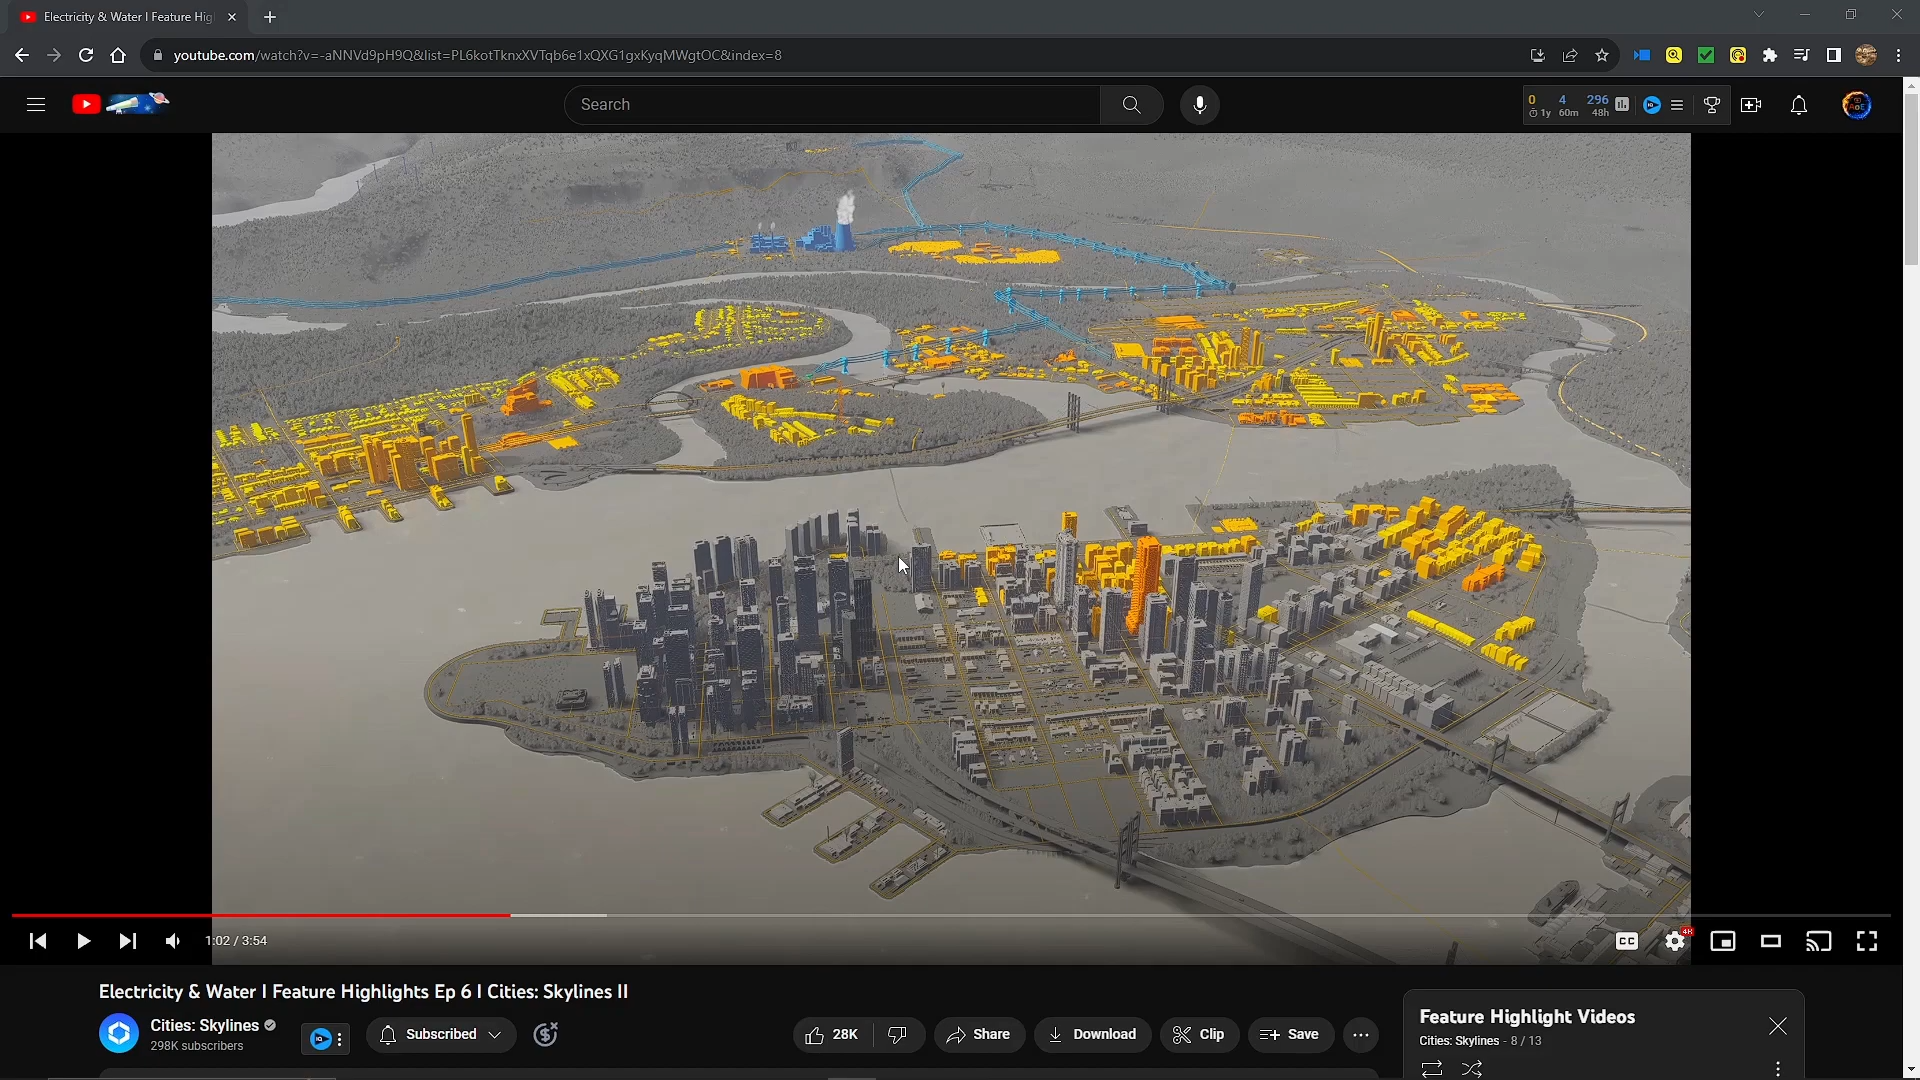 Electricity & Water I Feature Hig
youtube.com/watch?v=-aNNVd9pH9Q&list=PL6kotTknxXVTqb6e1xQXG1gxKyqMWgtOC&index=8
Search
0 4 296
1y 60m 48h
1:02 / 3:54
CC
4K
Electricity & Water I Feature Highlights Ep 6 I Cities: Skylines II
Cities: Skylines
298K subscribers
Subscribed
28K
Share
Download
Clip
Save
Feature Highlight Videos
Cities: Skylines - 8 / 13